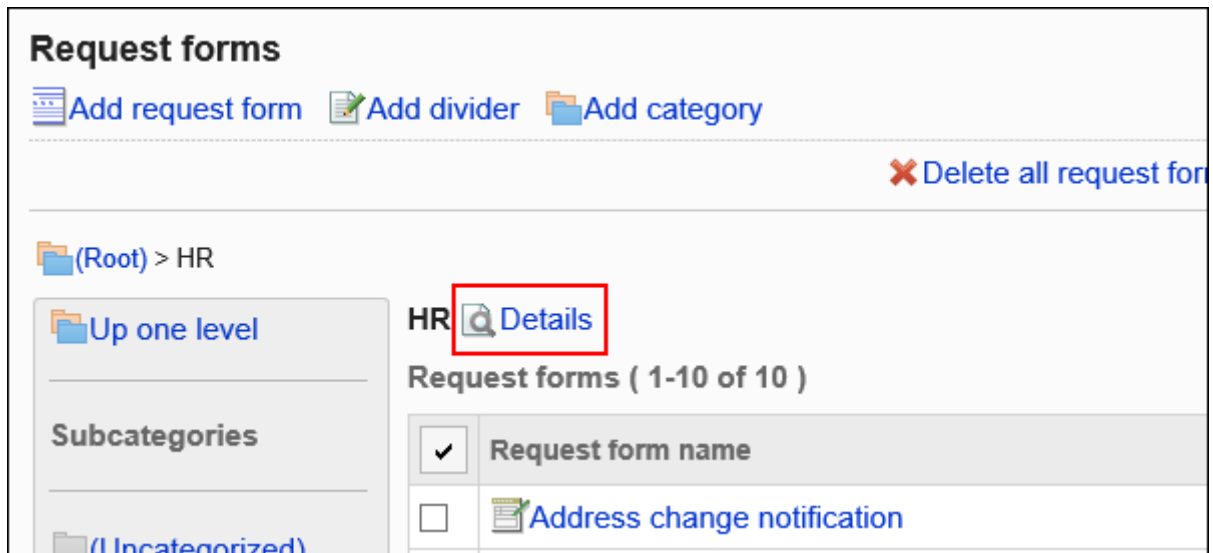 Request forms
Add request form Add divider Add category
Delete all request for
(Root) > HR
Up one level
Subcategories
(Uncategorized)
HR Details
Request forms ( 1-10 of 10 )
Request form name
Address change notification